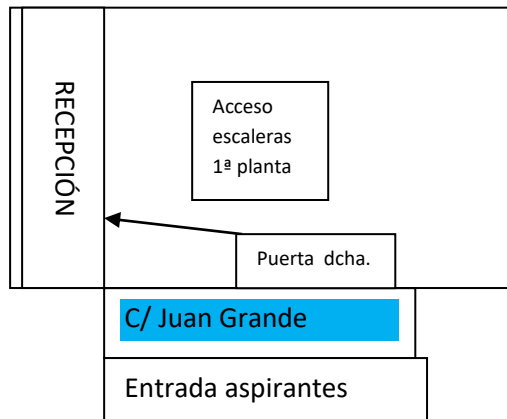 RECEPCIÓN
Acceso
escaleras
1ª planta
Puerta dcha.
C/ Juan Grande
Entrada aspirantes